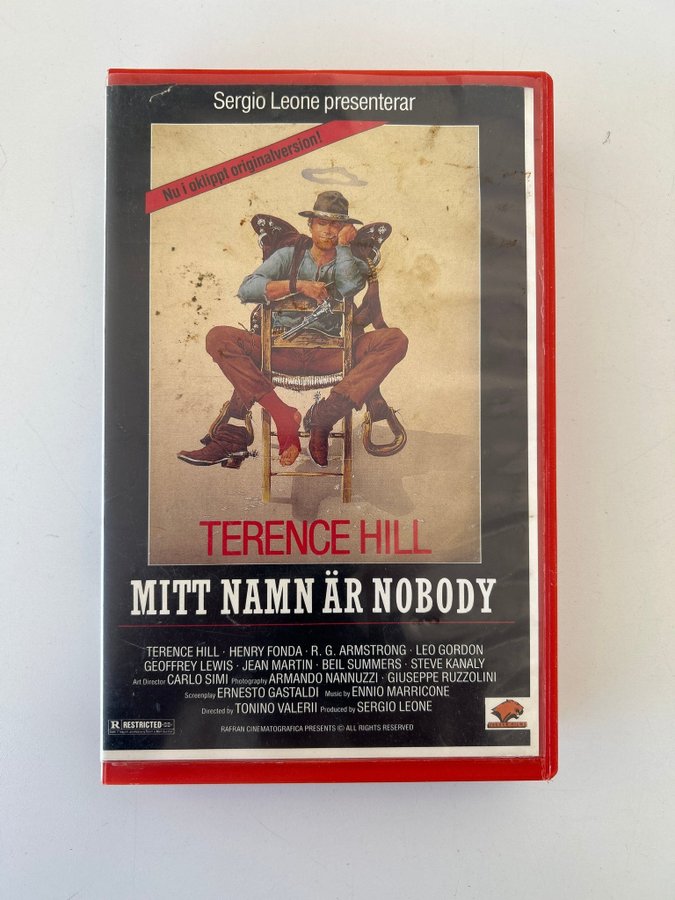 Sergio Leone presenterar
Nu i oklippt originalversion!
TERENCE HILL
MITT NAMN ÄR NOBODY
TERENCE HILL · HENRY FONDA · R. G. ARMSTRONG · LEO GORDON
GEOFFREY LEWIS · JEAN MARTIN · BEIL SUMMERS · STEVE KANALY
Art Director CARLO SIMI Photography ARMANDO NANNUZZI · GIUSEPPE RUZZOLINI
Screenplay ERNESTO GASTALDI Music by ENNIO MARRICONE
Directed by TONINO VALERII Produced by SERGIO LEONE
R RESTRICTED
RAFRAN CINEMATOGRAFICA PRESENTS © ALL RIGHTS RESERVED